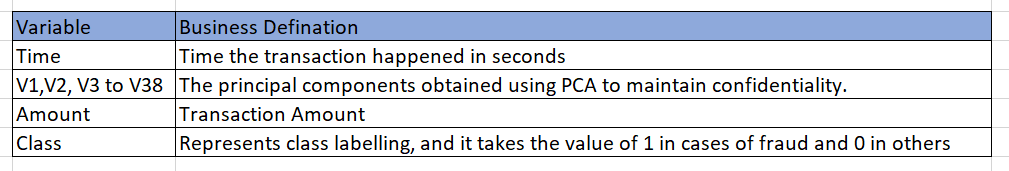 Variable Business Defination
Time Time the transaction happened in seconds
V1,V2, V3 to V38 The principal components obtained using PCA to maintain confidentiality.
Amount Transaction Amount
Class Represents class labelling, and it takes the value of 1 in cases of fraud and 0 in others